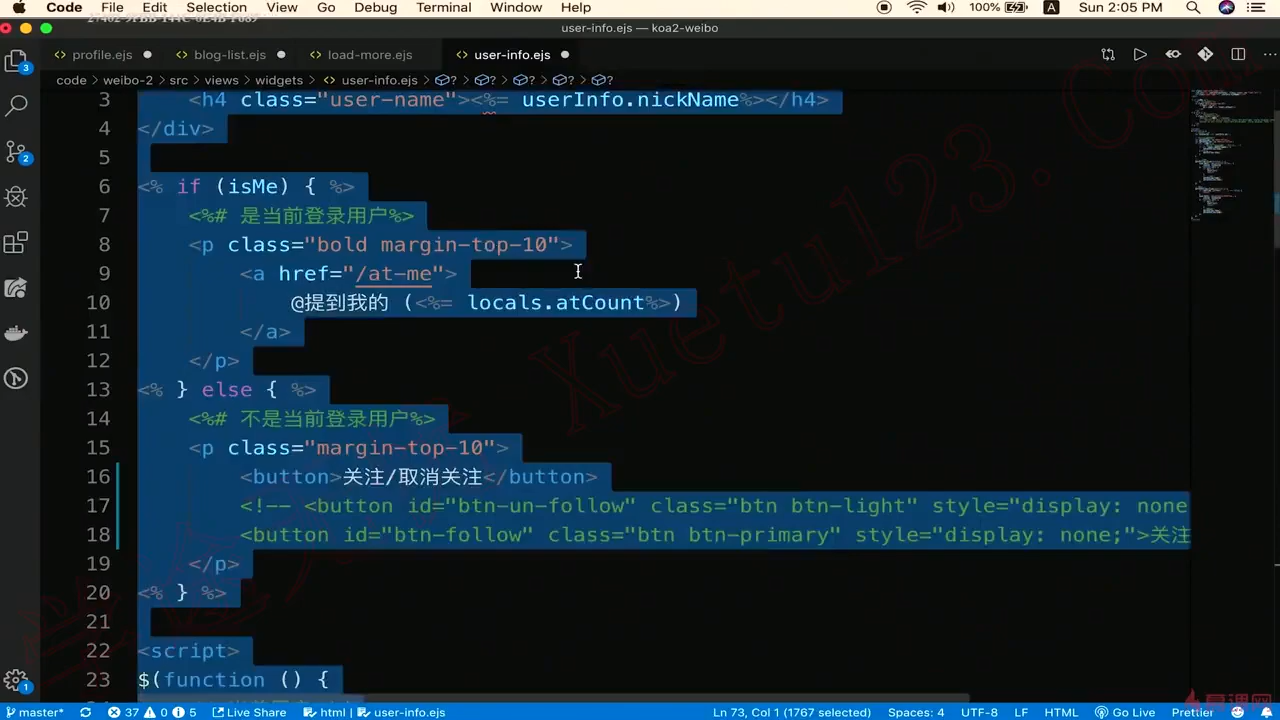 Code File Edit Selection View Go Debug Terminal Window Help 100% A Sun 2:05 PM
user-info.ejs — koa2-weibo
<> profile.ejs <> blog-list.ejs <> load-more.ejs <> user-info.ejs
code > weibo-2 > src > views > widgets > <> user-info.ejs > ? > ? > ? > ? > ?
3 <h4 class="user-name"><%= userInfo.nickName%></h4>
4 </div>
5
6 <% if (isMe) { %>
7 <%# 是当前登录用户%>
8 <p class="bold margin-top-10">
9 <a href="/at-me">
10 @提到我的 (<%= locals.atCount%>)
11 </a>
12 </p>
13 <% } else { %>
14 <%# 不是当前登录用户%>
15 <p class="margin-top-10">
16 <button>关注/取消关注</button>
17 <!-- <button id="btn-un-follow" class="btn btn-light" style="display: none
18 <button id="btn-follow" class="btn btn-primary" style="display: none;">关注
19 </p>
20 <% } %>
21
22 <script>
23 $(function () {
3
2
1
Xuetu123.Com
master* 37 0 5 Live Share html user-info.ejs Ln 73, Col 1 (1767 selected) Spaces: 4 UTF-8 LF HTML Go Live Prettier